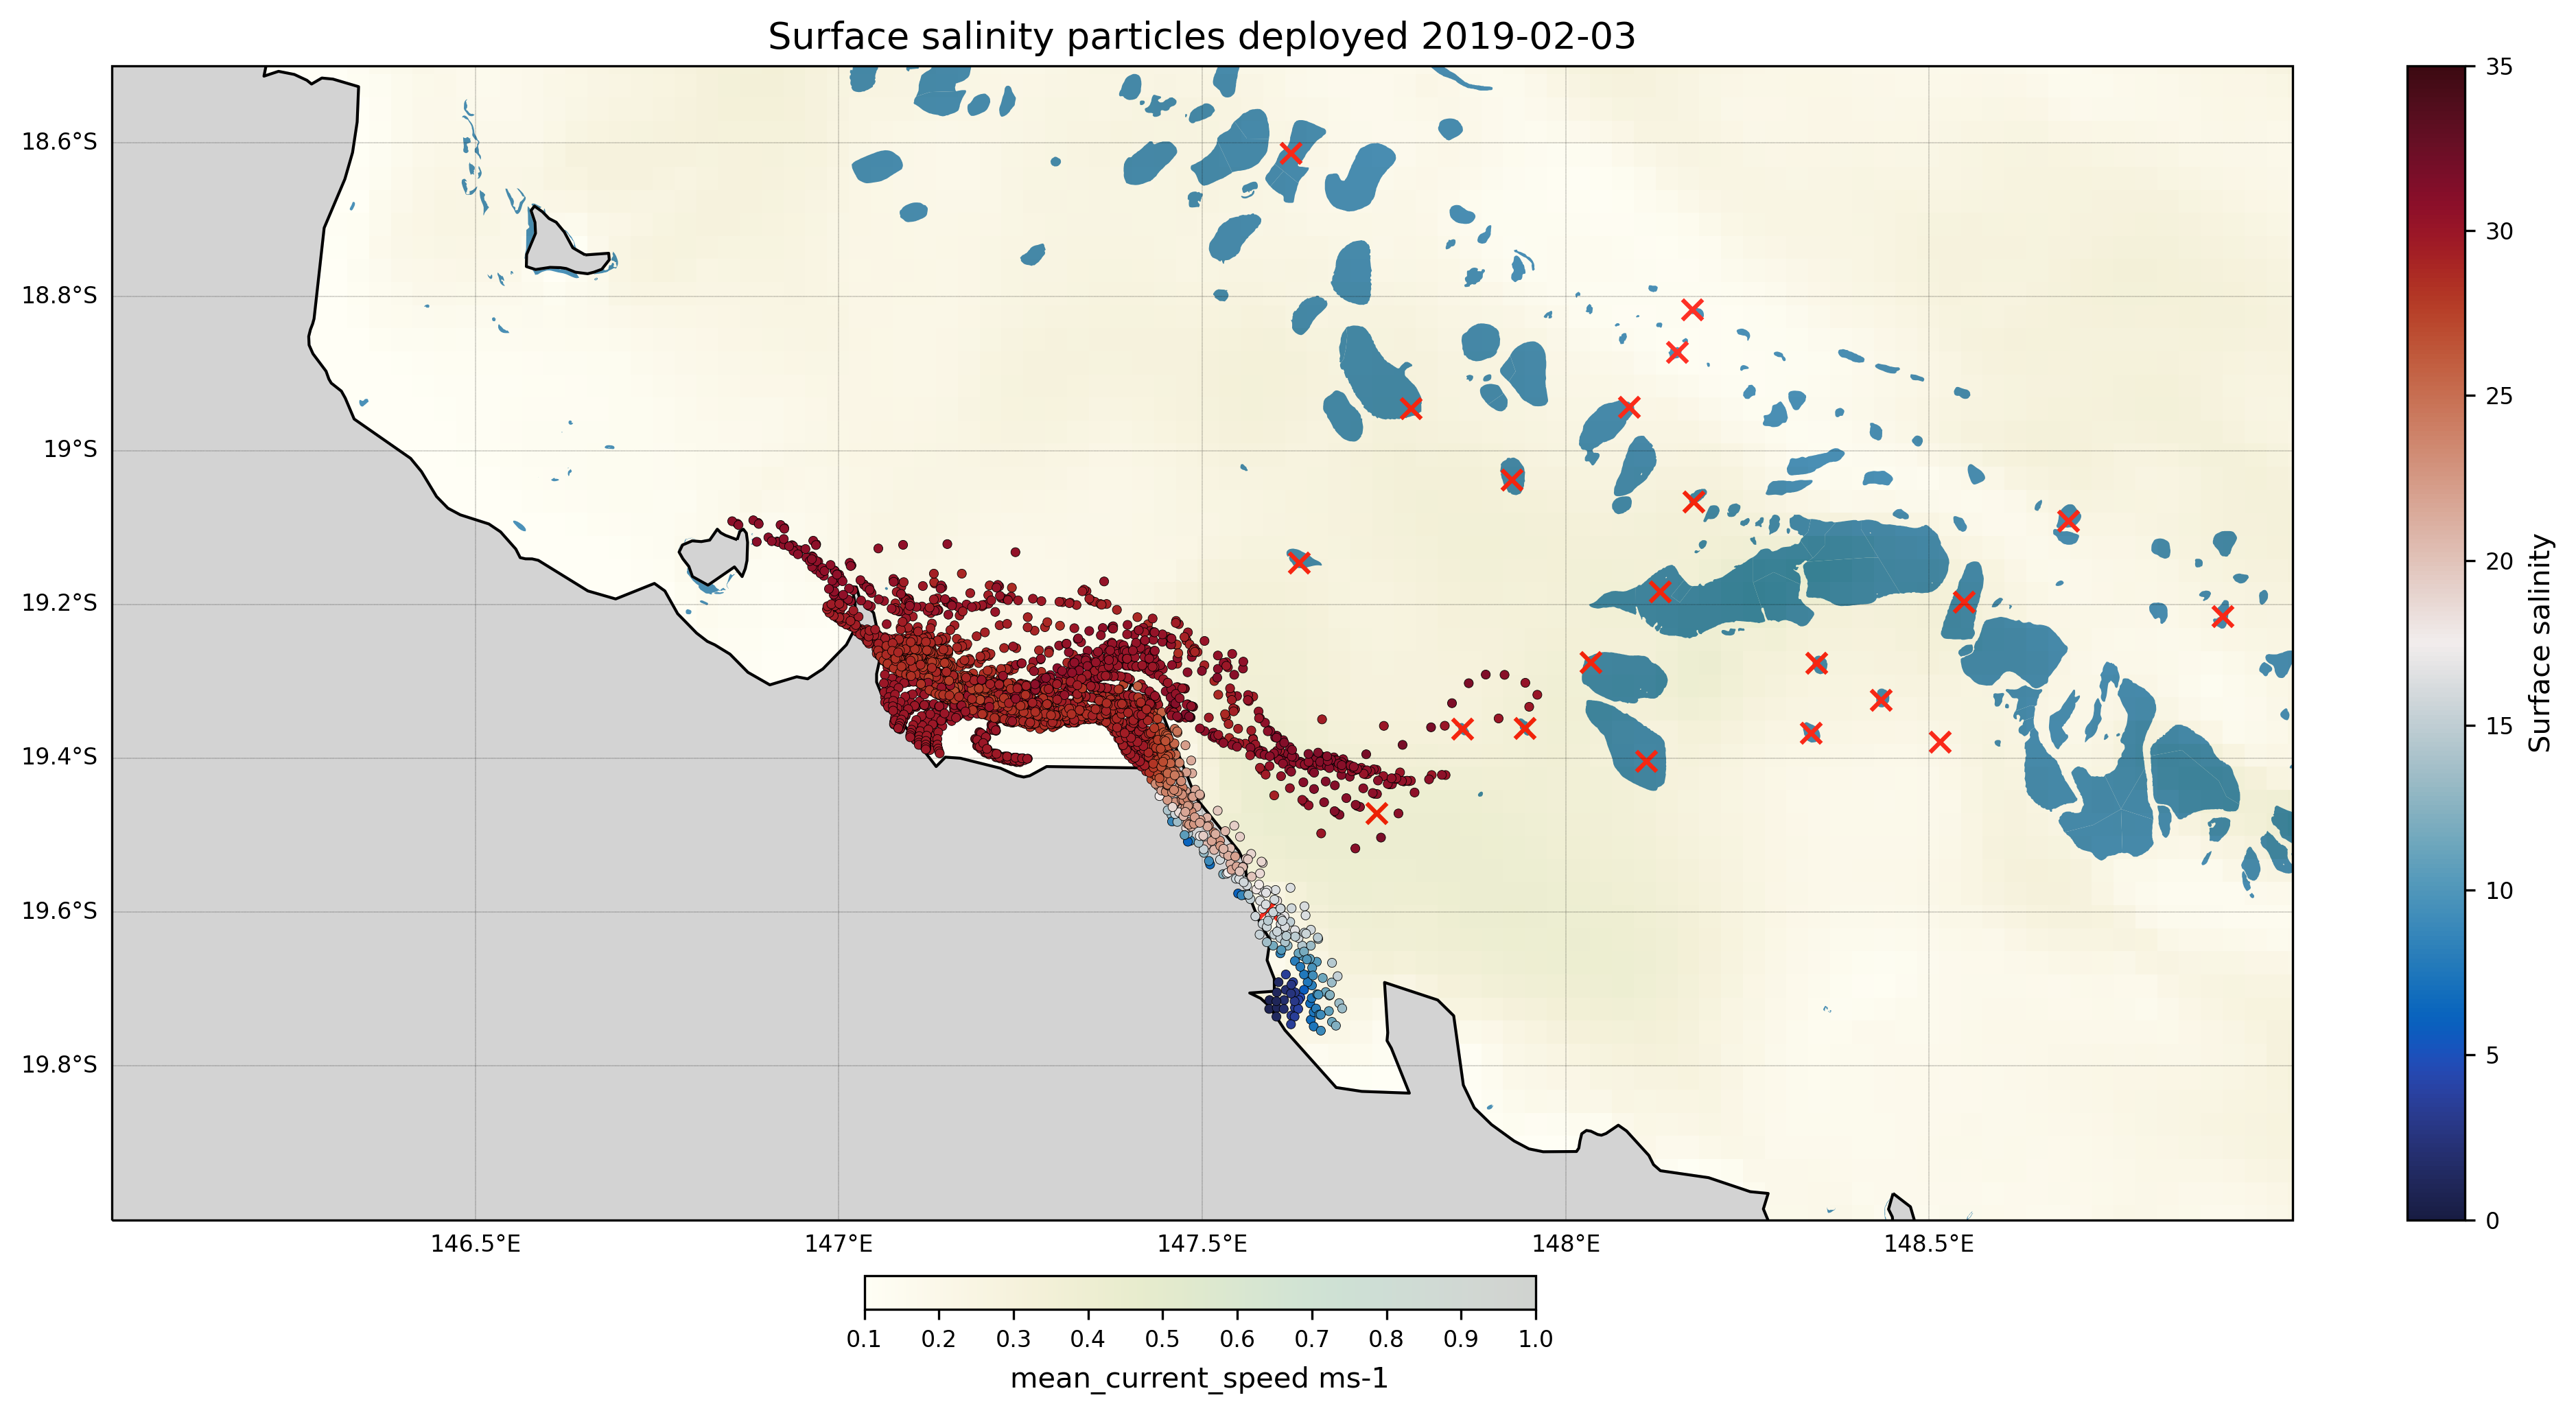 Surface salinity particles deployed 2019-02-03
18.6°S
18.8°S
19°S
19.2°S
19.4°S
19.6°S
19.8°S
146.5°E
147°E
147.5°E
148°E
148.5°E
35
30
25
20
15
10
5
0
Surface salinity
0.1
0.2
0.3
0.4
0.5
0.6
0.7
0.8
0.9
1.0
mean_current_speed ms-1